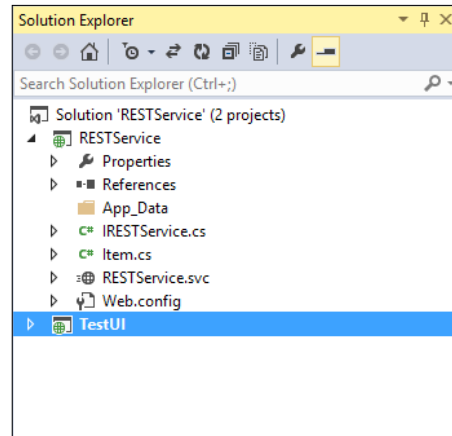 Solution Explorer
Search Solution Explorer (Ctrl+;)
Solution 'RESTService' (2 projects)
RESTService
Properties
References
App_Data
C# IRESTService.cs
C# Item.cs
RESTService.svc
Web.config
TestUI